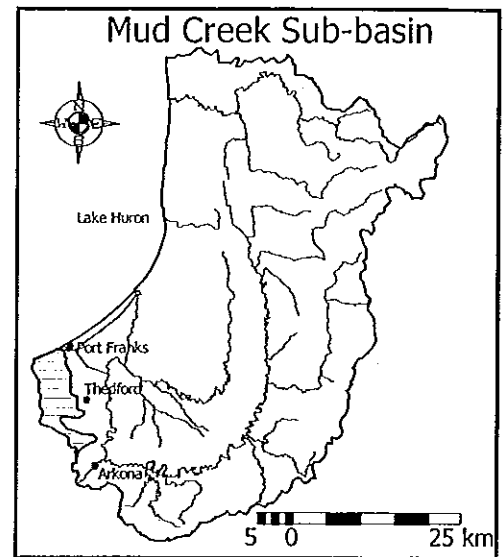 Mud Creek Sub-basin
N
E
S
Lake Huron
Port Franks
Thedford
Arkona
5 0 25 km